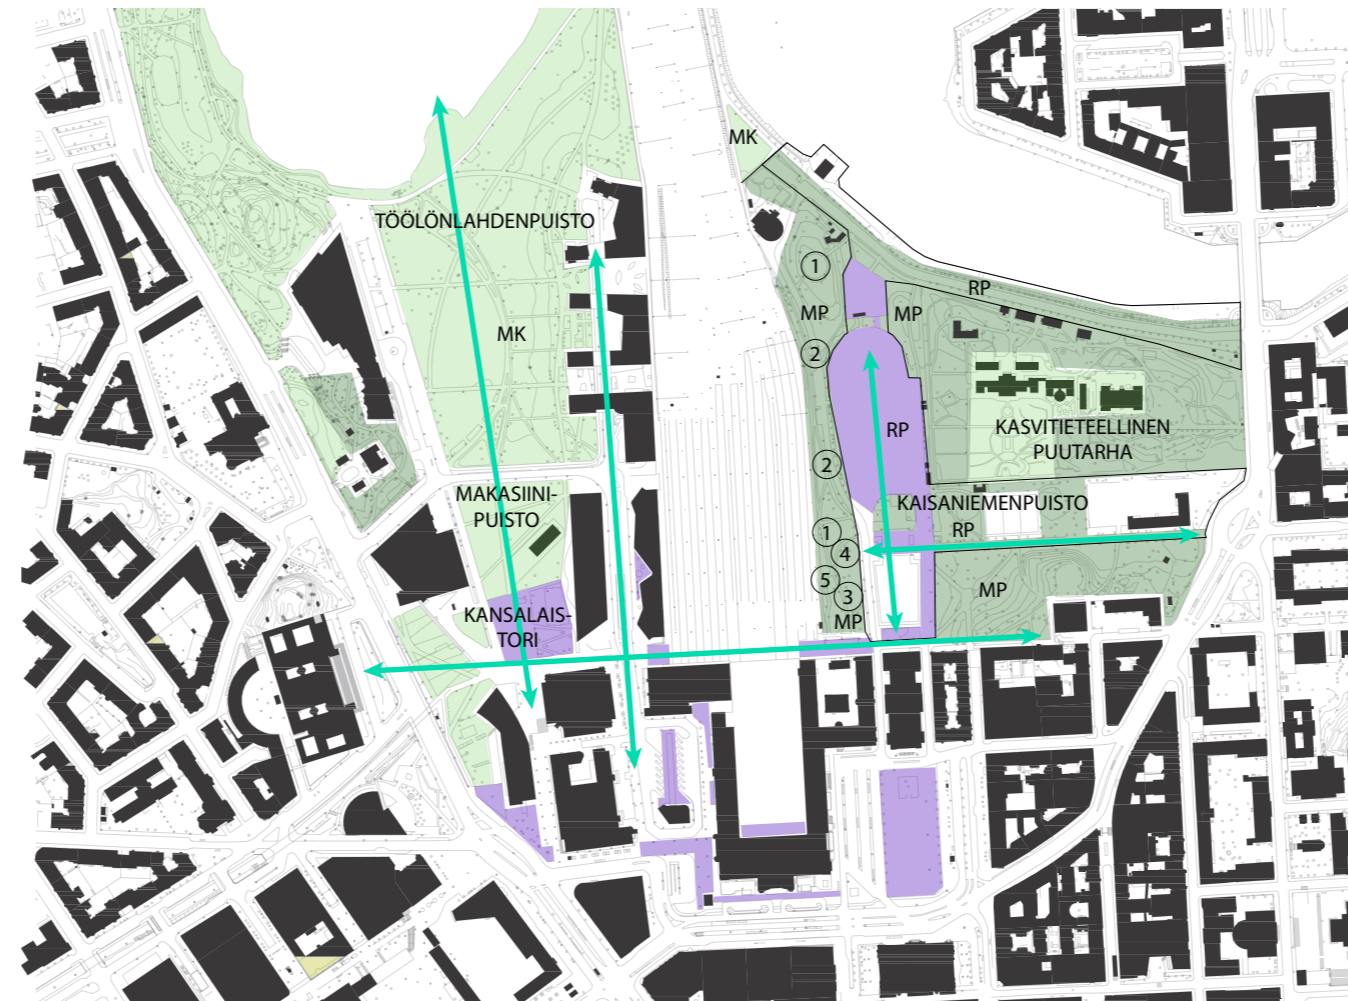 MK
TÖÖLÖNLAHDENPUISTO
1
RP
MP
MP
MK
2
RP
KASVITIETEELLINEN
PUUTARHA
2
MAKASIINI-
PUISTO
KAISANIEMENPUISTO
RP
1
4
5
3
MP
MP
KANSALAIS-
TORI